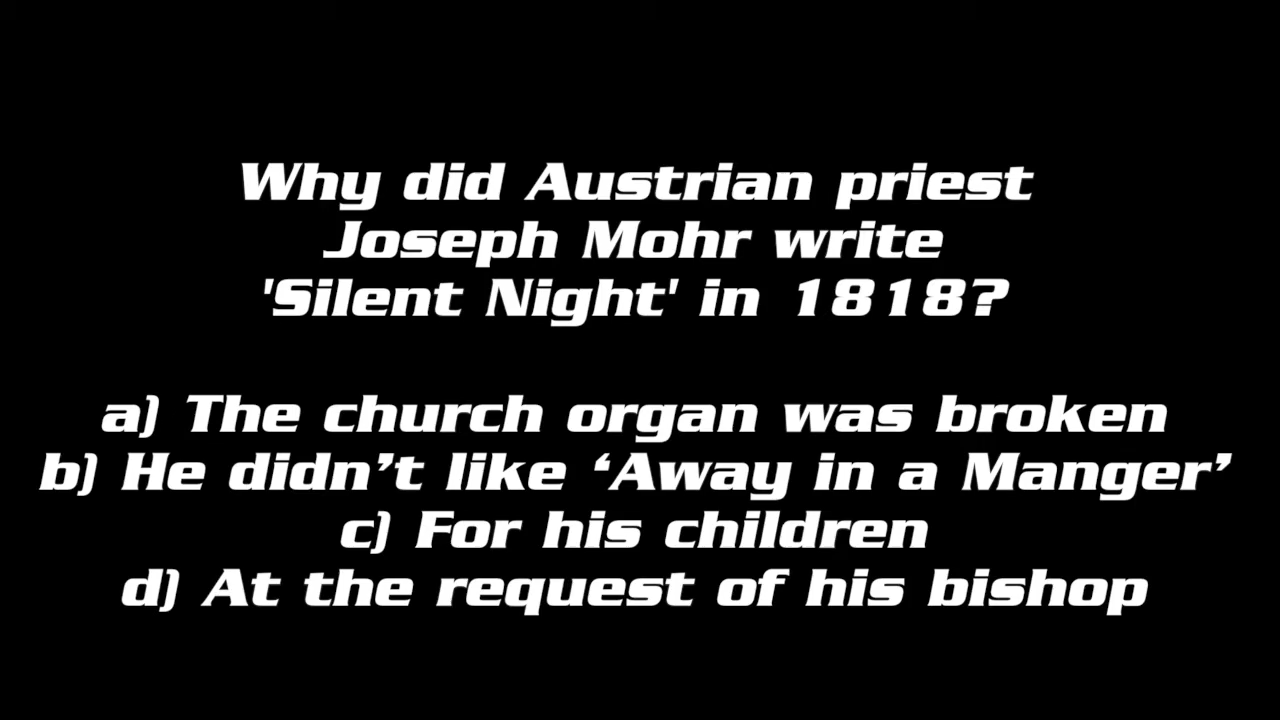 Why did Austrian priest
Joseph Mohr write
'Silent Night' in 1818?
a) The church organ was broken
b) He didn’t like ‘Away in a Manger’
c) For his children
d) At the request of his bishop